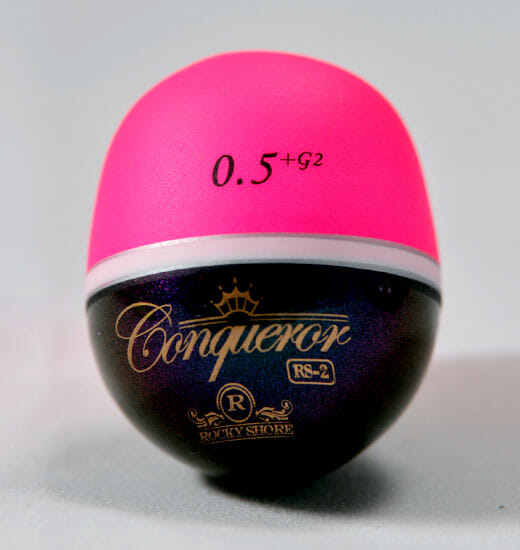 0.5+G2
Conqueror
RS-2
R
ROCKY SHORE